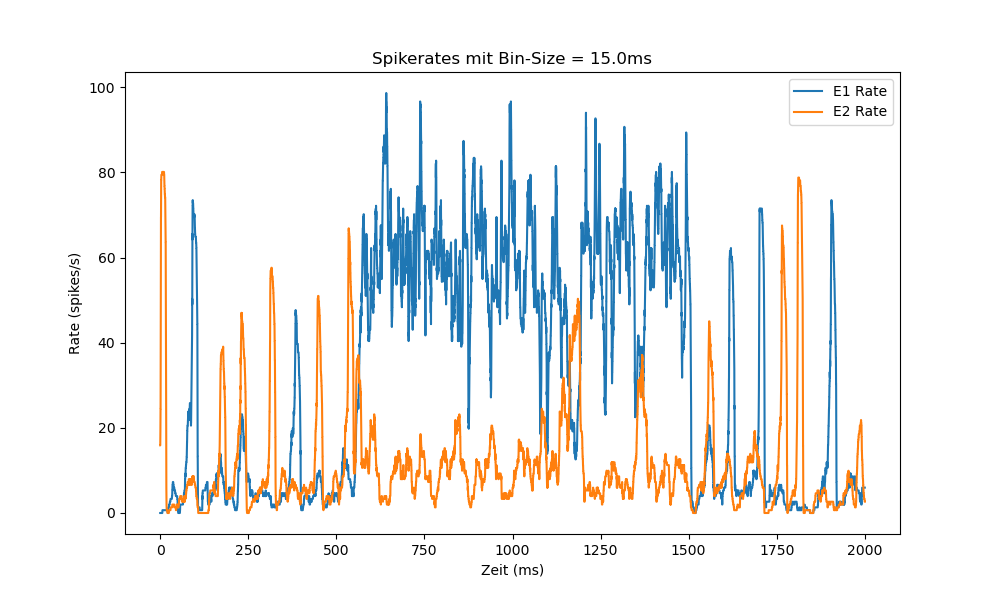 Spikerates mit Bin-Size = 15.0ms
E1 Rate
E2 Rate
100
80
60
40
20
0
Rate (spikes/s)
0 250 500 750 1000 1250 1500 1750 2000
Zeit (ms)